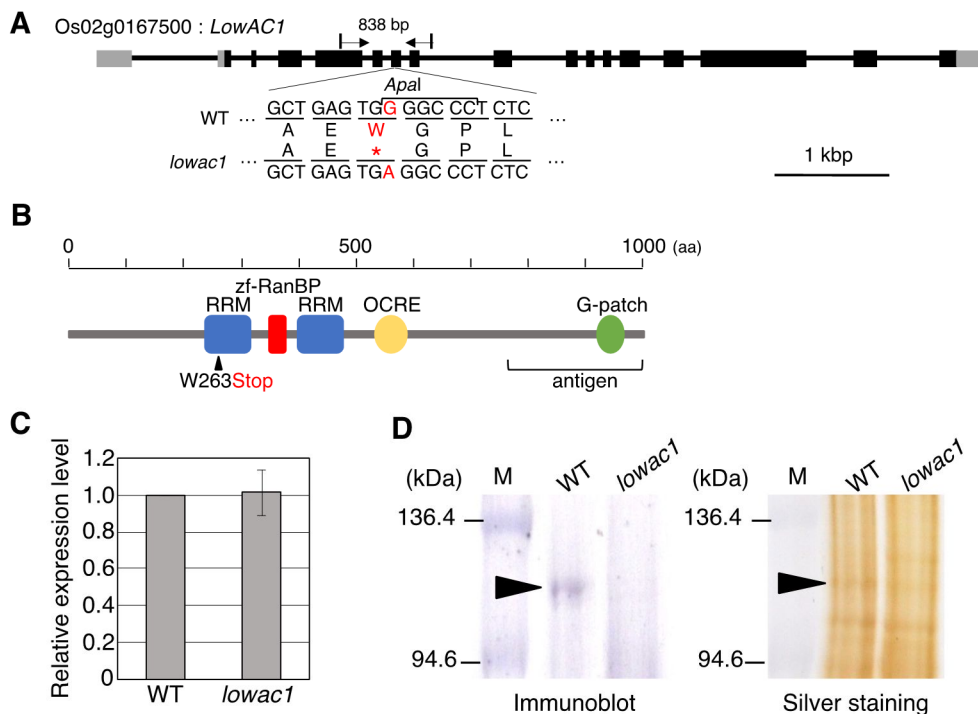 A
Os02g0167500 : LowAC1
838 bp
ApaI
WT ... GCT GAG TGG GGC CCT CTC ...
A E W G P L
A E * G P L
lowac1 ... GCT GAG TGA GGC CCT CTC ...
1 kbp
B
0 500 1000 (aa)
zf-RanBP
RRM RRM OCRE G-patch
W263Stop
antigen
C
Relative expression level
1.2
1.0
0.8
0.6
0.4
0.2
0
WT lowac1
D
(kDa) M WT lowac1
136.4
94.6
Immunoblot
(kDa) M WT lowac1
136.4
94.6
Silver staining